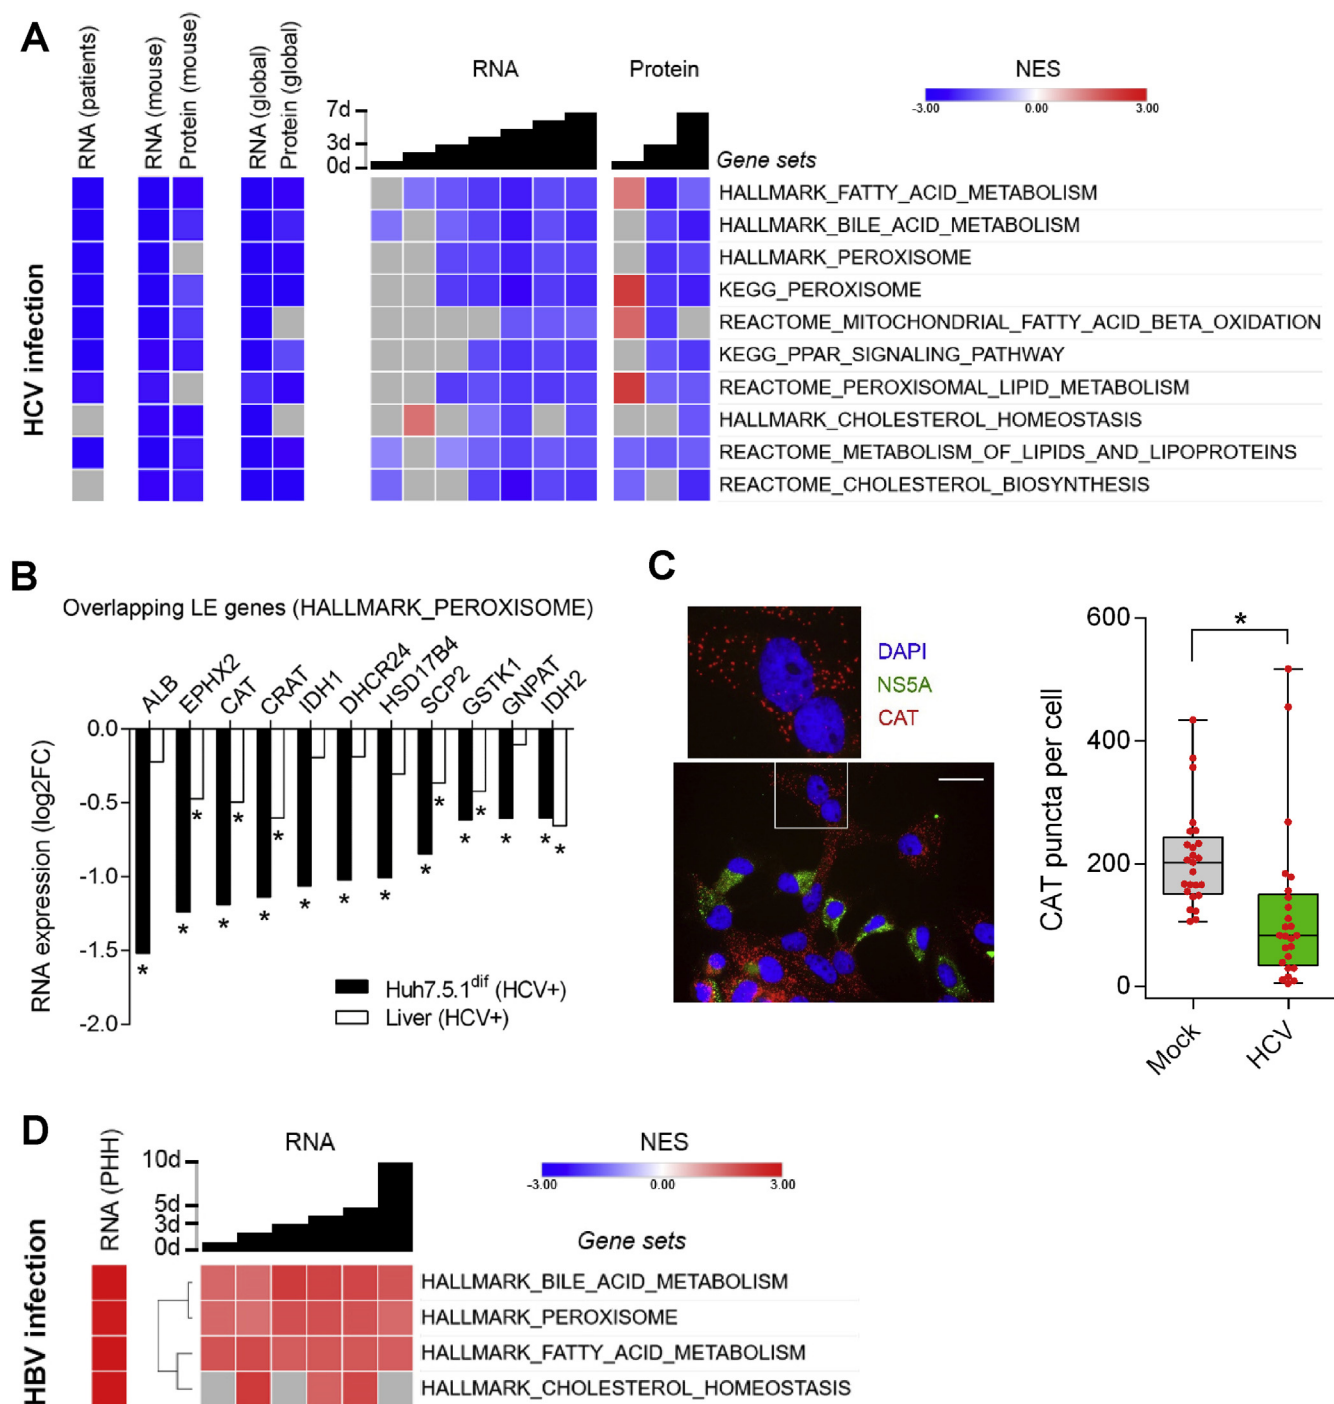 A
RNA (patients)
RNA (mouse)
Protein (mouse)
RNA (global)
Protein (global)
RNA
Protein
NES
-3.00
0.00
3.00
7d
3d
0d
Gene sets
HCV infection
HALLMARK_FATTY_ACID_METABOLISM
HALLMARK_BILE_ACID_METABOLISM
HALLMARK_PEROXISOME
KEGG_PEROXISOME
REACTOME_MITOCHONDRIAL_FATTY_ACID_BETA_OXIDATION
KEGG_PPAR_SIGNALING_PATHWAY
REACTOME_PEROXISOMAL_LIPID_METABOLISM
HALLMARK_CHOLESTEROL_HOMEOSTASIS
REACTOME_METABOLISM_OF_LIPIDS_AND_LIPOPROTEINS
REACTOME_CHOLESTEROL_BIOSYNTHESIS
B
Overlapping LE genes (HALLMARK_PEROXISOME)
ALB
EPHX2
CAT
CRAT
IDH1
DHCR24
HSD17B4
SCP2
GSTK1
GNPAT
IDH2
RNA expression (log2FC)
0.0
-0.5
-1.0
-1.5
-2.0
* * * * * * * * * * *
* * * * * *
Huh7.5.1dif (HCV+)
Liver (HCV+)
C
DAPI
NS5A
CAT
CAT puncta per cell
600
400
200
0
*
Mock
HCV
D
RNA (PHH)
RNA
NES
-3.00
0.00
3.00
10d
5d
3d
0d
Gene sets
HBV infection
HALLMARK_BILE_ACID_METABOLISM
HALLMARK_PEROXISOME
HALLMARK_FATTY_ACID_METABOLISM
HALLMARK_CHOLESTEROL_HOMEOSTASIS